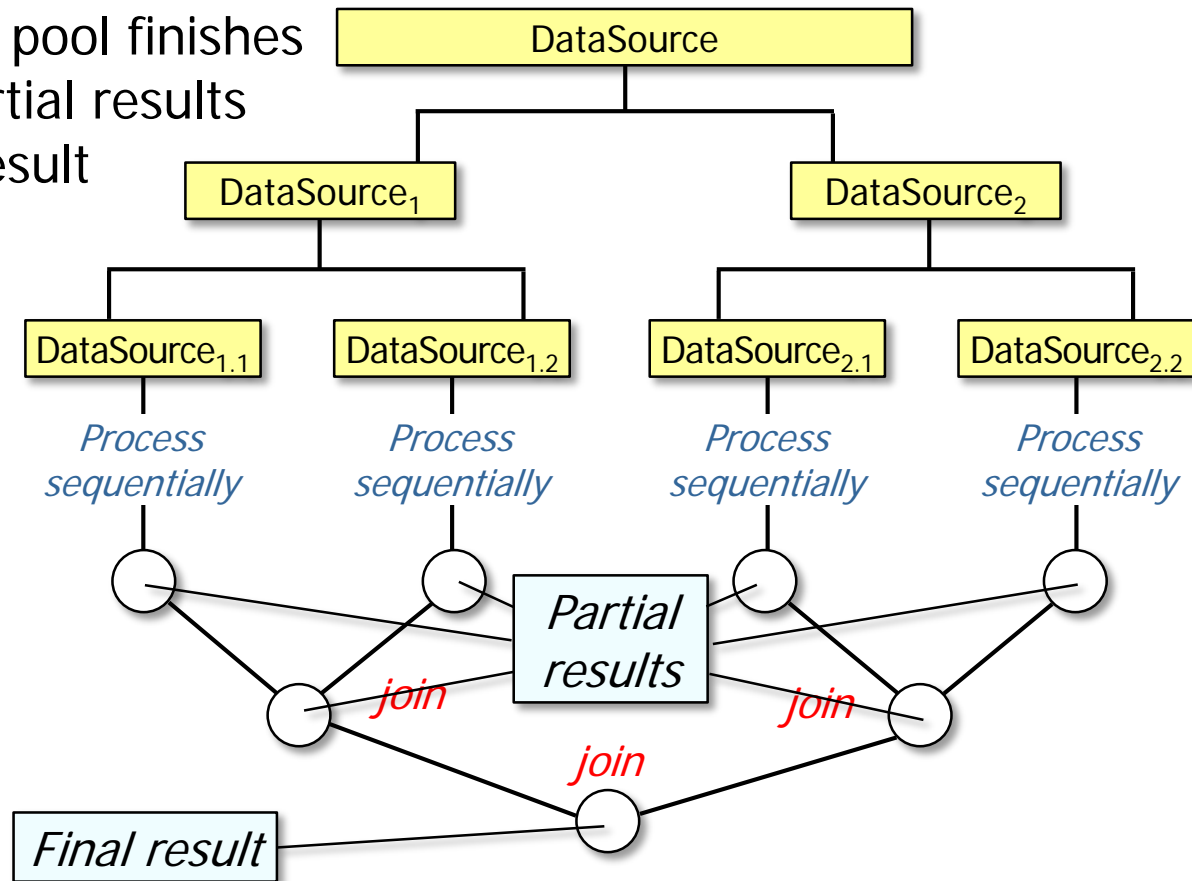 pool finishes
rtial results
esult
DataSource
DataSource₁
DataSource₂
DataSource₁.₁
DataSource₁.₂
DataSource₂.₁
DataSource₂.₂
Process
sequentially
Process
sequentially
Process
sequentially
Process
sequentially
Partial
results
join
join
join
Final result